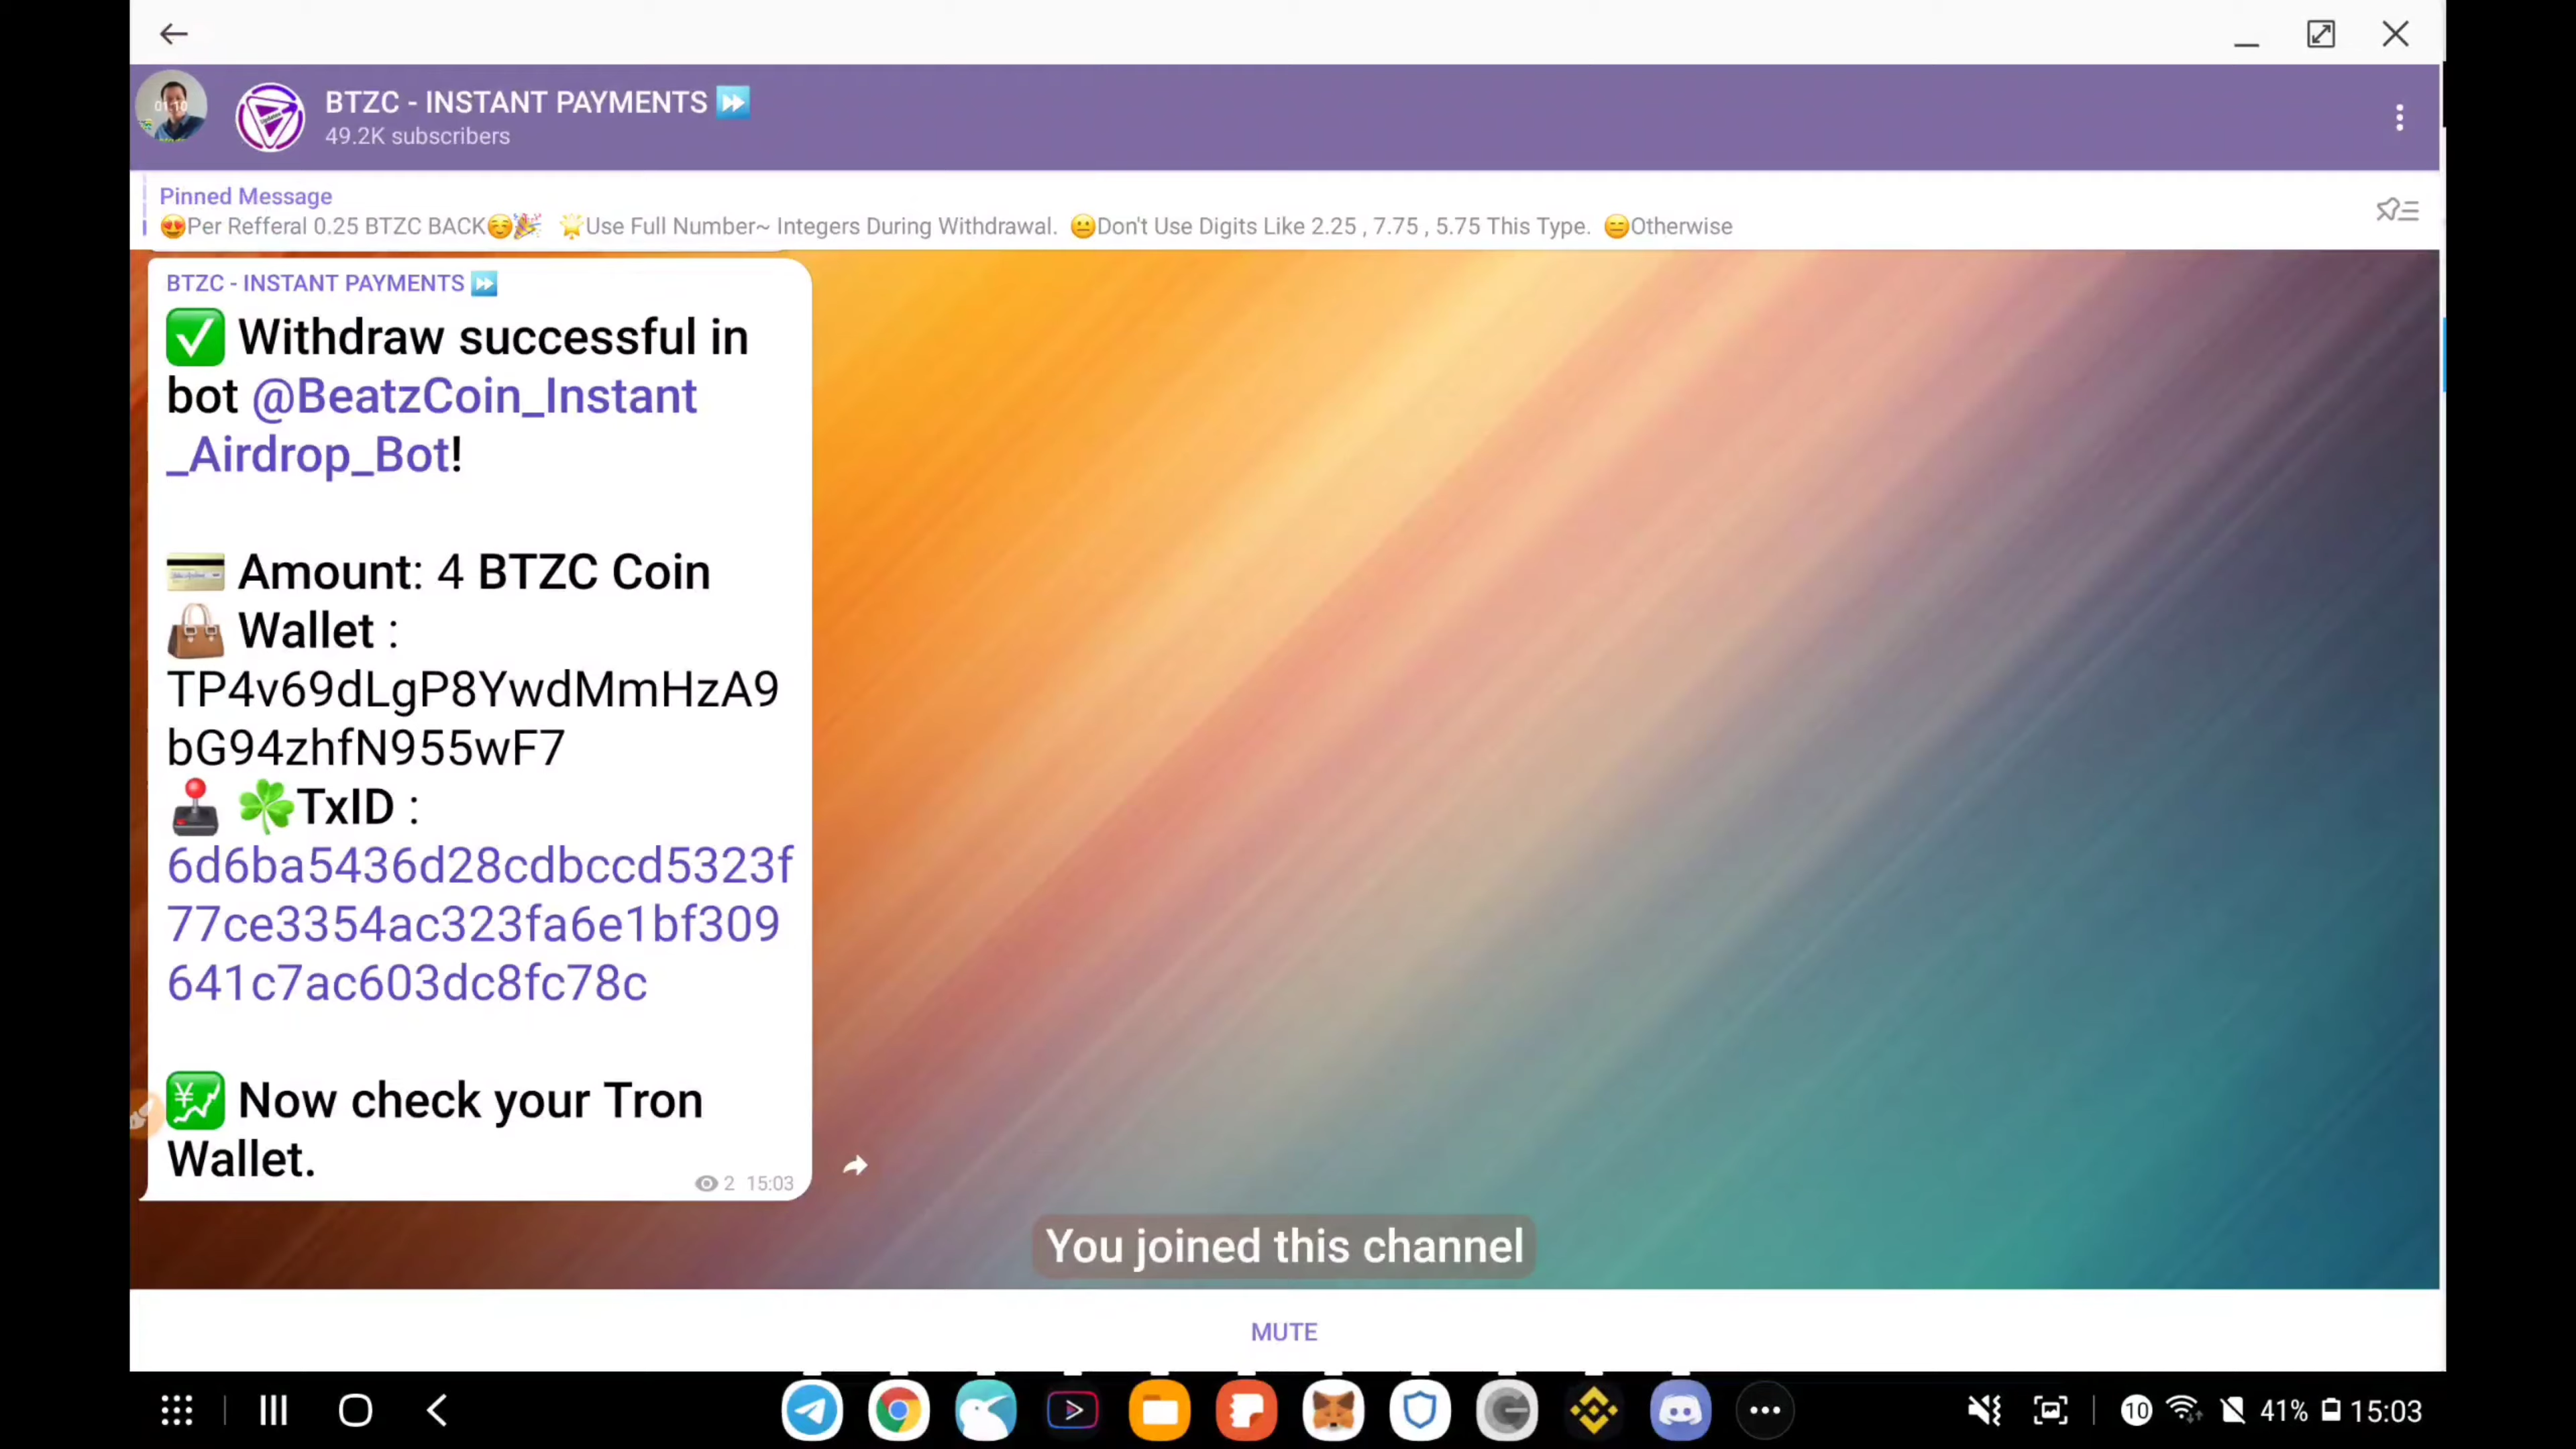 01:10
BTZC - INSTANT PAYMENTS ⏩
49.2K subscribers
Pinned Message
😍Per Refferal 0.25 BTZC BACK☺️🎉 🌟Use Full Number~ Integers During Withdrawal. 😐Don't Use Digits Like 2.25 , 7.75 , 5.75 This Type. 😑Otherwise
BTZC - INSTANT PAYMENTS ⏩
✅ Withdraw successful in
bot @BeatzCoin_Instant
_Airdrop_Bot!
💳 Amount: 4 BTZC Coin
👜 Wallet :
TP4v69dLgP8YwdMmHzA9
bG94zhfN955wF7
🕹 ☘️TxID :
6d6ba5436d28cdbccd5323f
77ce3354ac323fa6e1bf309
641c7ac603dc8fc78c
💹 Now check your Tron
Wallet.
2 15:03
You joined this channel
MUTE
10 41% 15:03